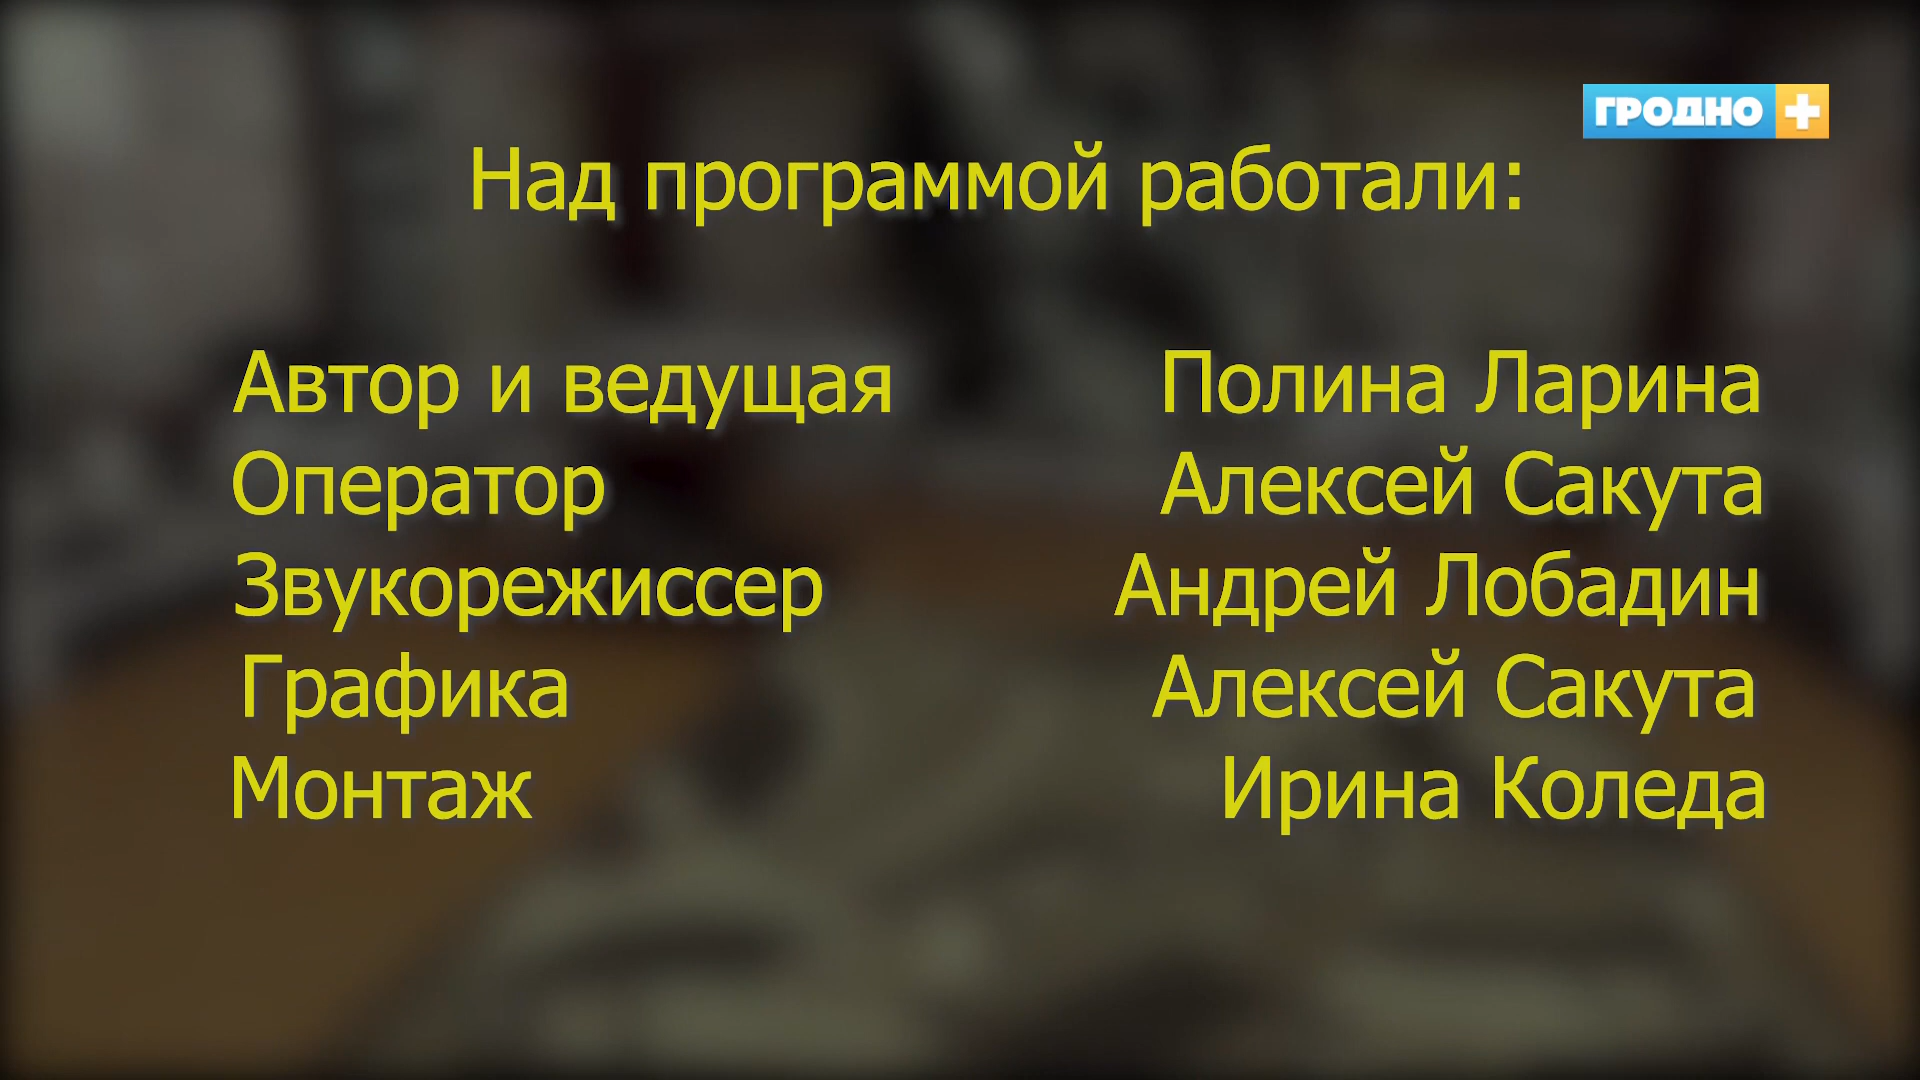 ГРОДНО +
Над программой работали:
Автор и ведущая Полина Ларина
Оператор Алексей Сакута
Звукорежиссер Андрей Лобадин
Графика Алексей Сакута
Монтаж Ирина Коледа